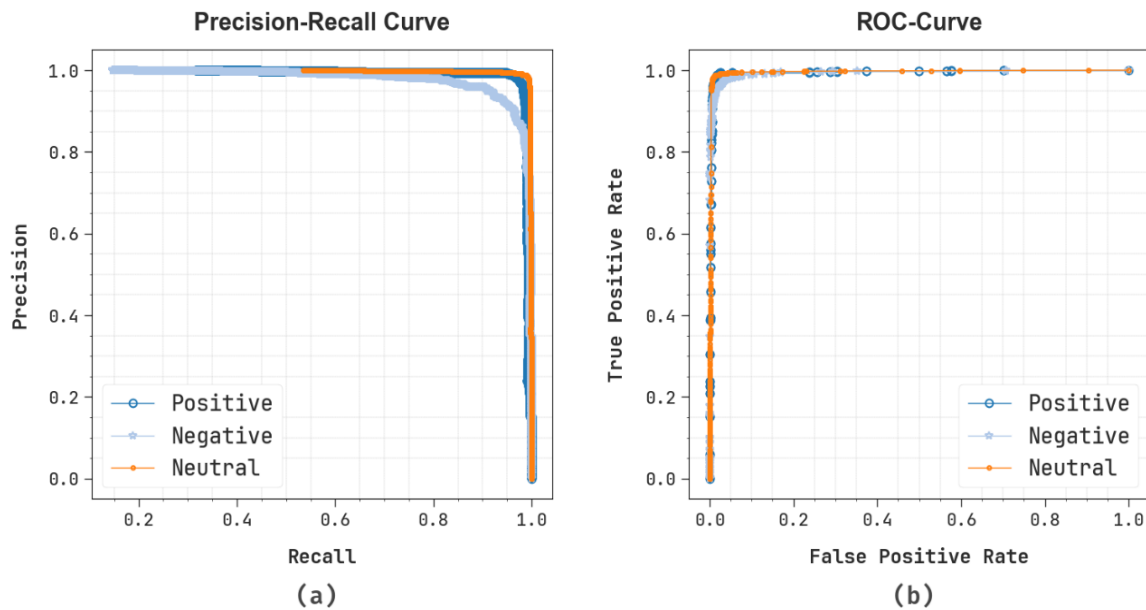 Precision-Recall Curve
Precision
1.0
0.8
0.6
0.4
0.2
0.0
Positive
Negative
Neutral
0.2 0.4 0.6 0.8 1.0
Recall
(a)
ROC-Curve
True Positive Rate
1.0
0.8
0.6
0.4
0.2
0.0
Positive
Negative
Neutral
0.0 0.2 0.4 0.6 0.8 1.0
False Positive Rate
(b)